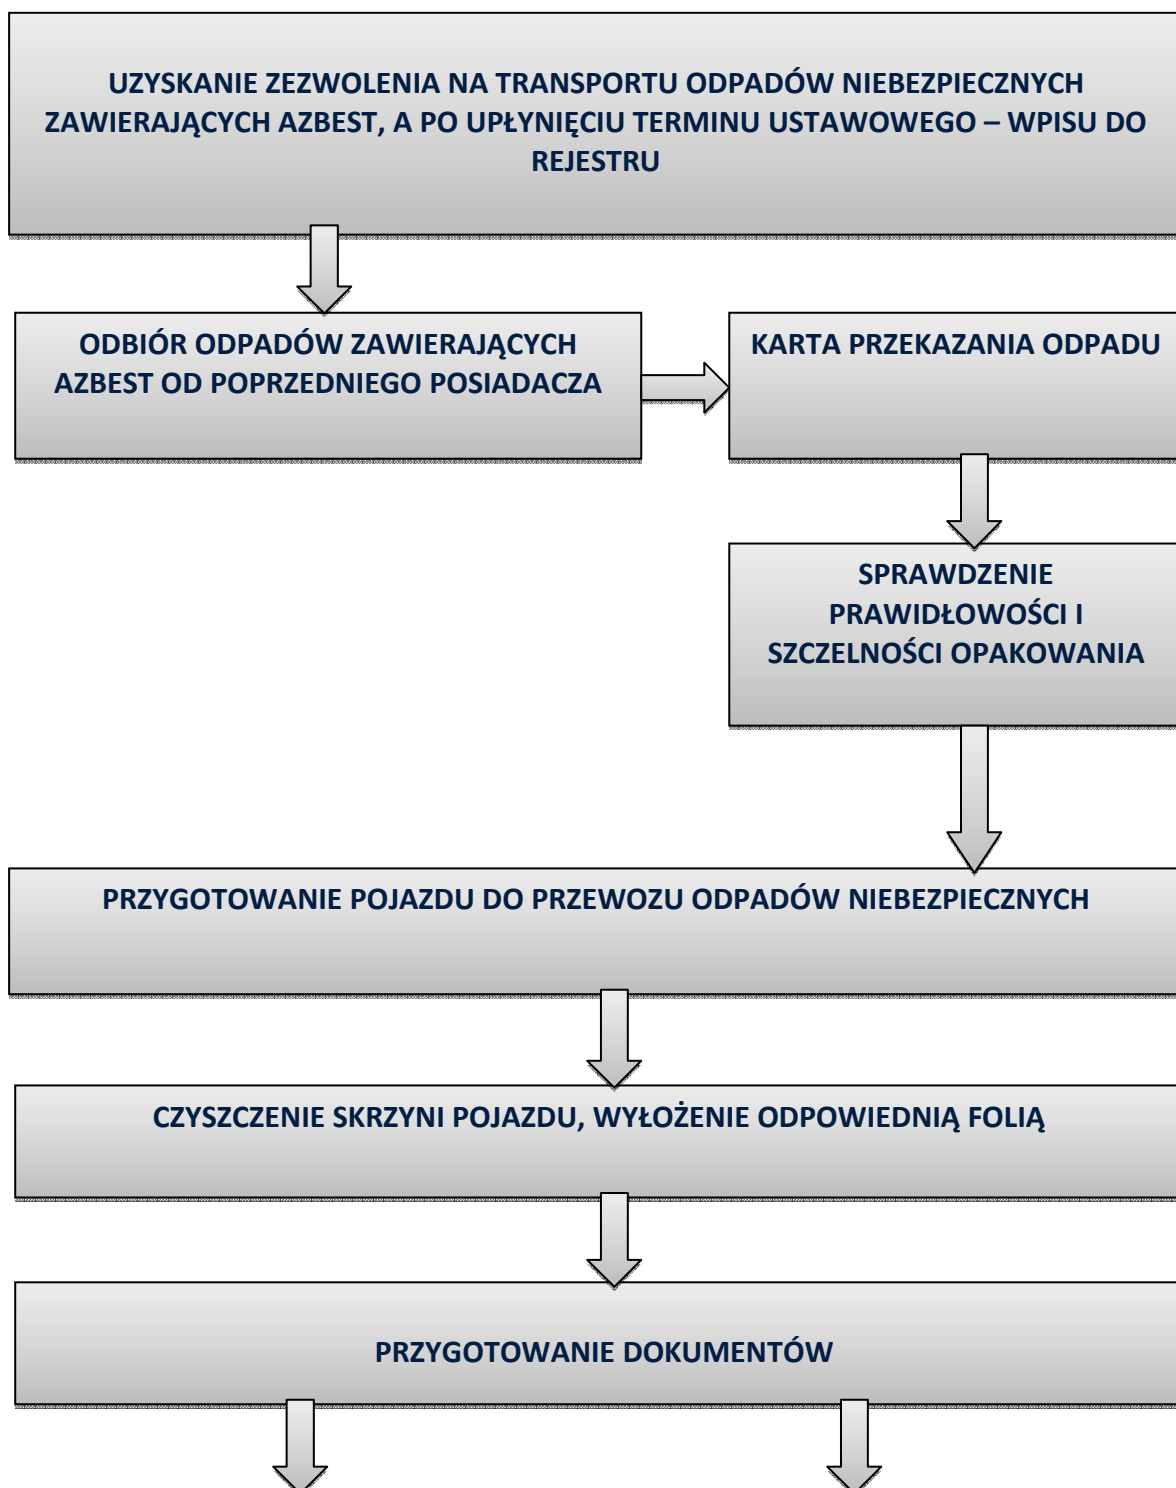 UZYSKANIE ZEZWOLENIA NA TRANSPORTU ODPADÓW NIEBEZPIECZNYCH
ZAWIERAJĄCYCH AZBEST, A PO UPŁYNIĘCIU TERMINU USTAWOWEGO – WPISU DO
REJESTRU
ODBIÓR ODPADÓW ZAWIERAJĄCYCH
AZBEST OD POPRZEDNIEGO POSIADACZA
KARTA PRZEKAZANIA ODPADU
SPRAWDZENIE
PRAWIDŁOWOŚCI I
SZCZELNOŚCI OPAKOWANIA
PRZYGOTOWANIE POJAZDU DO PRZEWOZU ODPADÓW NIEBEZPIECZNYCH
CZYSZCZENIE SKRZYNI POJAZDU, WYŁOŻENIE ODPOWIEDNIĄ FOLIĄ
PRZYGOTOWANIE DOKUMENTÓW